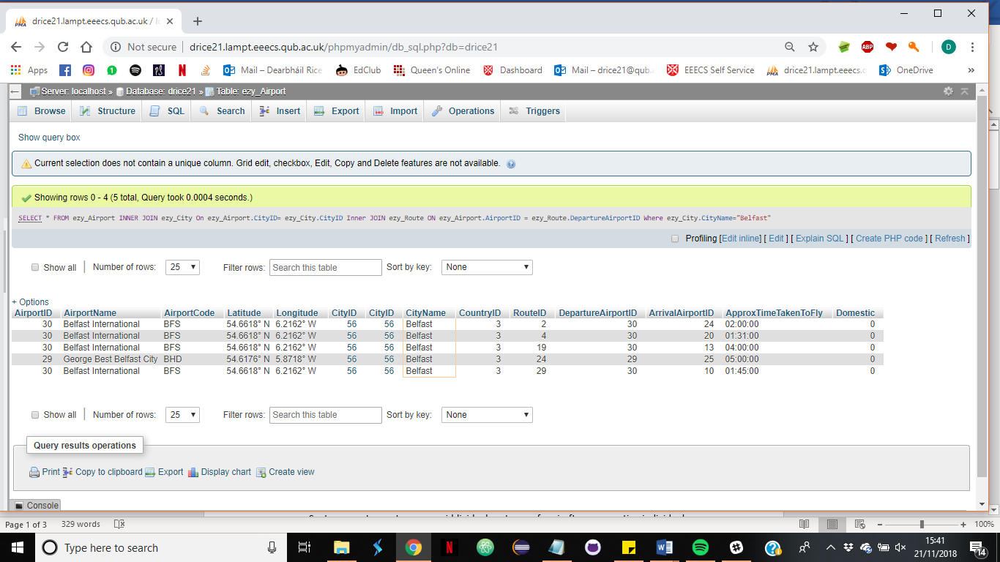 drice21.lampt.eeecs.qub.ac.uk / lo
Not secure | drice21.lampt.eeecs.qub.ac.uk/phpmyadmin/db_sql.php?db=drice21
ABP
D
Apps Mail – Dearbháil Rice EdClub Queen's Online Dashboard Mail – drice21@qub. EEECS Self Service drice21.lampt.eeecs. OneDrive »
Server: localhost » Database: drice21 » Table: ezy_Airport
Browse Structure SQL Search Insert Export Import Operations Triggers
Show query box
Current selection does not contain a unique column. Grid edit, checkbox, Edit, Copy and Delete features are not available.
Showing rows 0 - 4 (5 total, Query took 0.0004 seconds.)
SELECT * FROM ezy_Airport INNER JOIN ezy_City On ezy_Airport.CityID= ezy_City.CityID Inner JOIN ezy_Route ON ezy_Airport.AirportID = ezy_Route.DepartureAirportID Where ezy_City.CityName="Belfast"
Profiling [Edit inline] [ Edit ] [ Explain SQL ] [ Create PHP code ] [ Refresh ]
Show all | Number of rows: 25 Filter rows: Search this table Sort by key: None
+ Options
AirportID AirportName AirportCode Latitude Longitude CityID CityID CityName CountryID RouteID DepartureAirportID ArrivalAirportID ApproxTimeTakenToFly Domestic
30 Belfast International BFS 54.6618° N 6.2162° W 56 56 Belfast 3 2 30 24 02:00:00 0
30 Belfast International BFS 54.6618° N 6.2162° W 56 56 Belfast 3 4 30 20 01:31:00 0
30 Belfast International BFS 54.6618° N 6.2162° W 56 56 Belfast 3 19 30 13 04:00:00 0
29 George Best Belfast City BHD 54.6176° N 5.8718° W 56 56 Belfast 3 24 29 25 05:00:00 0
30 Belfast International BFS 54.6618° N 6.2162° W 56 56 Belfast 3 29 30 10 01:45:00 0
Show all | Number of rows: 25 Filter rows: Search this table Sort by key: None
Query results operations
Print Copy to clipboard Export Display chart Create view
Console
Page 1 of 3 329 words 100%
Type here to search
15:41
21/11/2018
14